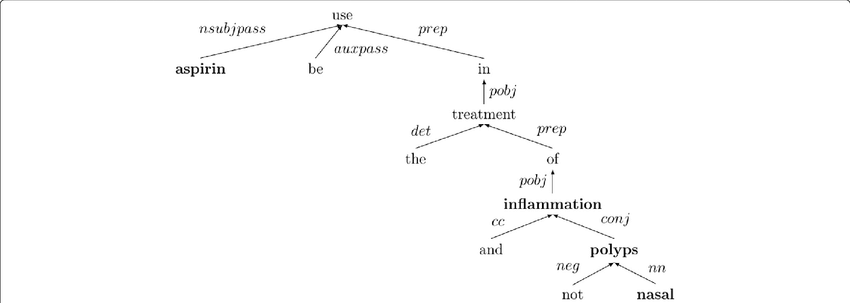 use
nsubjpass prep
auxpass
aspirin be in
pobj
treatment
det prep
the of
pobj
inflammation
cc conj
and polyps
neg nn
not nasal